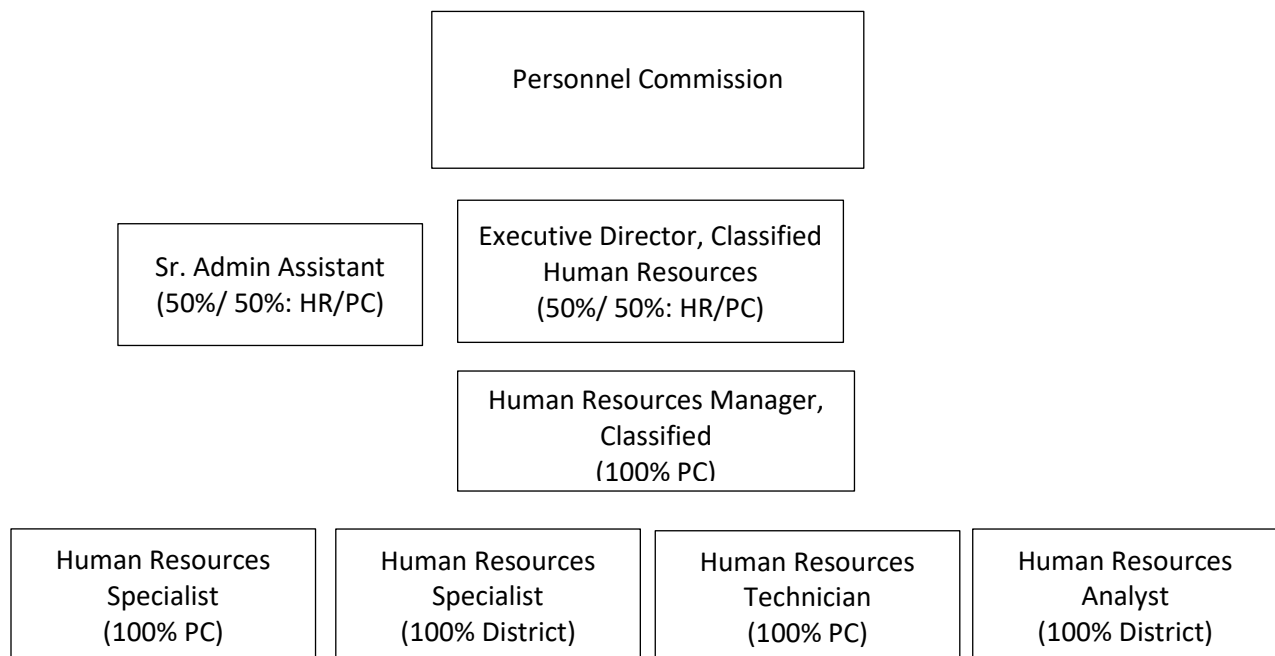 Personnel Commission
Sr. Admin Assistant
(50%/ 50%: HR/PC)
Executive Director, Classified
Human Resources
(50%/ 50%: HR/PC)
Human Resources Manager,
Classified
(100% PC)
Human Resources
Specialist
(100% PC)
Human Resources
Specialist
(100% District)
Human Resources
Technician
(100% PC)
Human Resources
Analyst
(100% District)